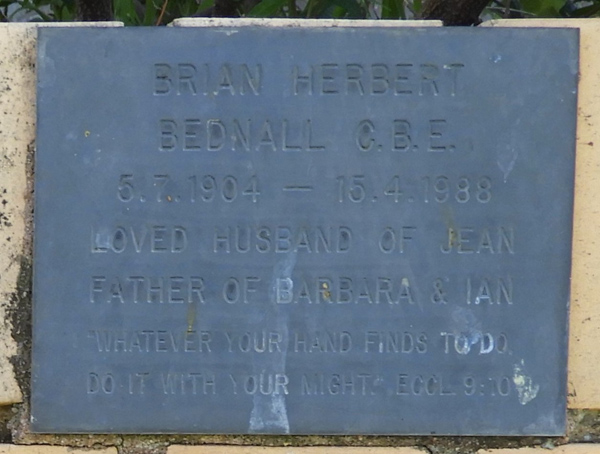 BRIAN HERBERT
BEDNALL C.B.E.
5.7.1904 — 15.4.1988
LOVED HUSBAND OF JEAN
FATHER OF BARBARA & IAN
"WHATEVER YOUR HAND FINDS TO DO,
DO IT WITH YOUR MIGHT." ECCL. 9:10